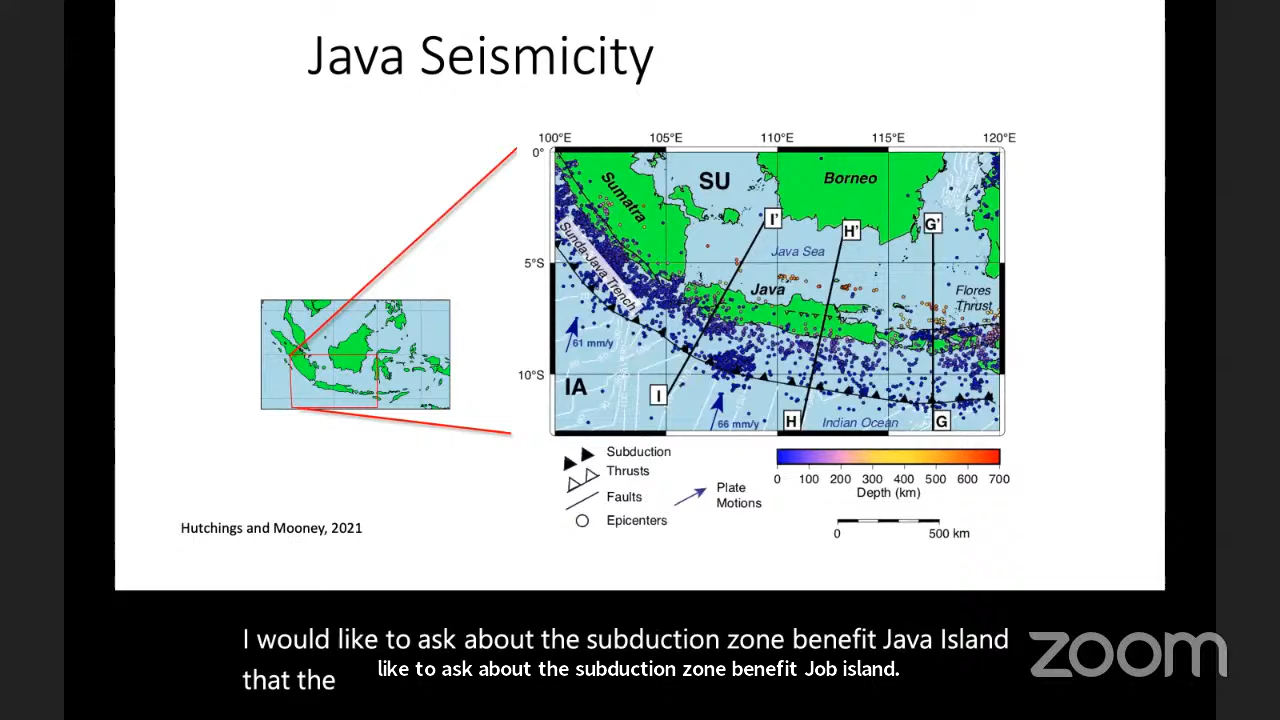 Java Seismicity
100°E 105°E 110°E 115°E 120°E
0°
5°S
10°S
Sumatra
SU
Borneo
I'
H'
G'
Sunda-Java Trench
Java Sea
Java
Flores
Thrust
61 mm/y
IA
I
66 mm/y
H
Indian Ocean
G
Subduction
Thrusts
Faults
Epicenters
Plate
Motions
0 100 200 300 400 500 600 700
Depth (km)
0 500 km
Hutchings and Mooney, 2021
I would like to ask about the subduction zone benefit Java Island
that the
like to ask about the subduction zone benefit Job island.
zoom